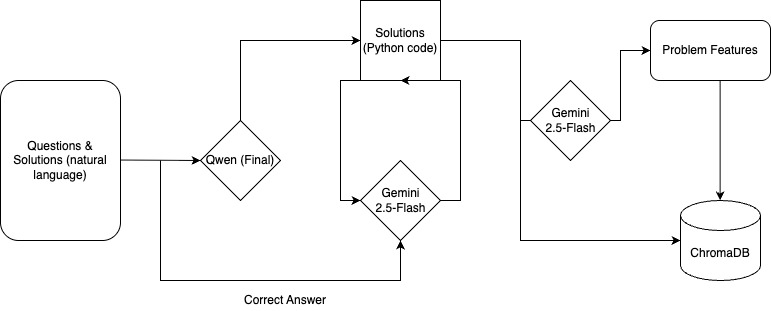 Solutions
(Python code)
Problem Features
Gemini
2.5-Flash
Questions &
Solutions (natural
language)
Qwen (Final)
Gemini
2.5-Flash
ChromaDB
Correct Answer